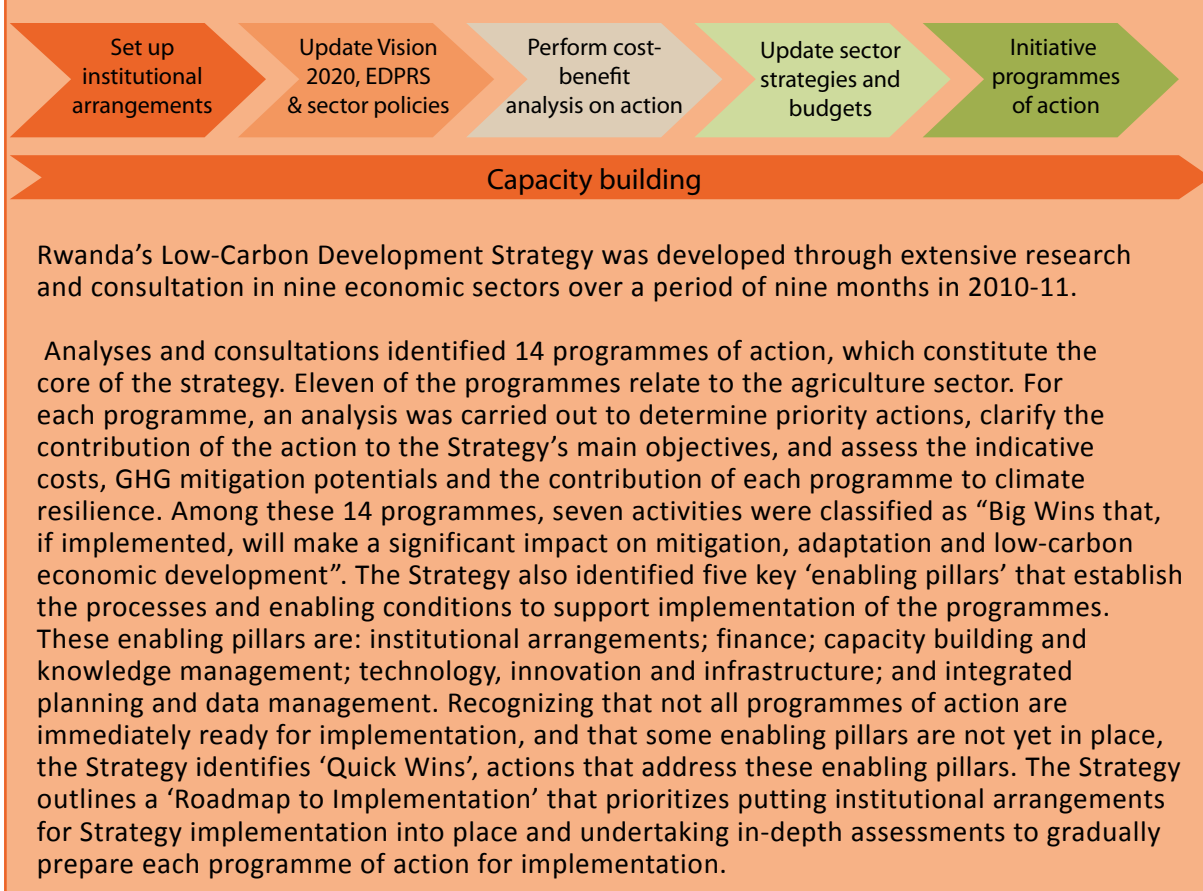 Set up
institutional
arrangements
Update Vision
2020, EDPRS
& sector policies
Perform cost-
benefit
analysis on action
Update sector
strategies and
budgets
Initiative
programmes
of action
Capacity building
Rwanda’s Low-Carbon Development Strategy was developed through extensive research
and consultation in nine economic sectors over a period of nine months in 2010-11.
Analyses and consultations identified 14 programmes of action, which constitute the
core of the strategy. Eleven of the programmes relate to the agriculture sector. For
each programme, an analysis was carried out to determine priority actions, clarify the
contribution of the action to the Strategy’s main objectives, and assess the indicative
costs, GHG mitigation potentials and the contribution of each programme to climate
resilience. Among these 14 programmes, seven activities were classified as “Big Wins that,
if implemented, will make a significant impact on mitigation, adaptation and low-carbon
economic development”. The Strategy also identified five key ‘enabling pillars’ that establish
the processes and enabling conditions to support implementation of the programmes.
These enabling pillars are: institutional arrangements; finance; capacity building and
knowledge management; technology, innovation and infrastructure; and integrated
planning and data management. Recognizing that not all programmes of action are
immediately ready for implementation, and that some enabling pillars are not yet in place,
the Strategy identifies ‘Quick Wins’, actions that address these enabling pillars. The Strategy
outlines a ‘Roadmap to Implementation’ that prioritizes putting institutional arrangements
for Strategy implementation into place and undertaking in-depth assessments to gradually
prepare each programme of action for implementation.